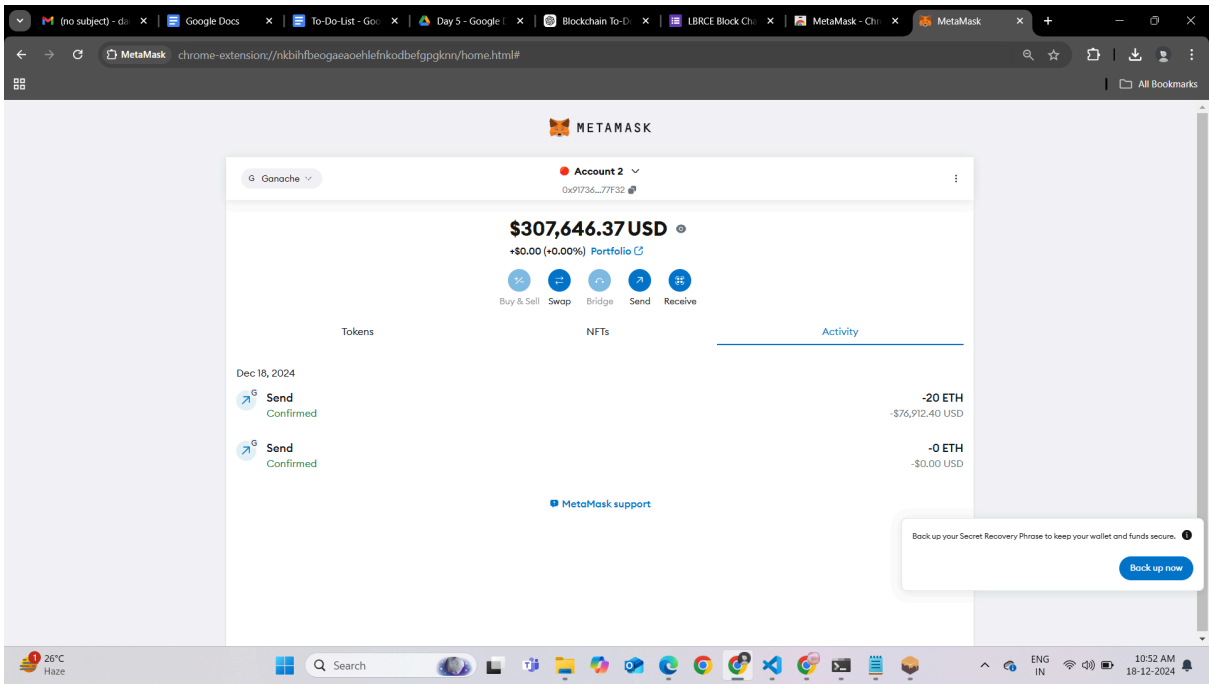 (no subject) - da
Google Docs
To-Do-List - Goo
Day 5 - Google D
Blockchain To-D
LBRCE Block Cha
MetaMask - Chr
MetaMask
MetaMask chrome-extension://nkbihfbeogaeaoehlefnkodbefgpgknn/home.html#
All Bookmarks
METAMASK
G Ganache
Account 2
0x91736...77F32
$307,646.37 USD
+$0.00 (+0.00%) Portfolio
Buy & Sell Swap Bridge Send Receive
Tokens NFTs Activity
Dec 18, 2024
G
Send -20 ETH
Confirmed -$76,912.40 USD
G
Send -0 ETH
Confirmed -$0.00 USD
MetaMask support
Back up your Secret Recovery Phrase to keep your wallet and funds secure.
Back up now
1
26°C
Haze
Search
ENG
IN
10:52 AM
18-12-2024